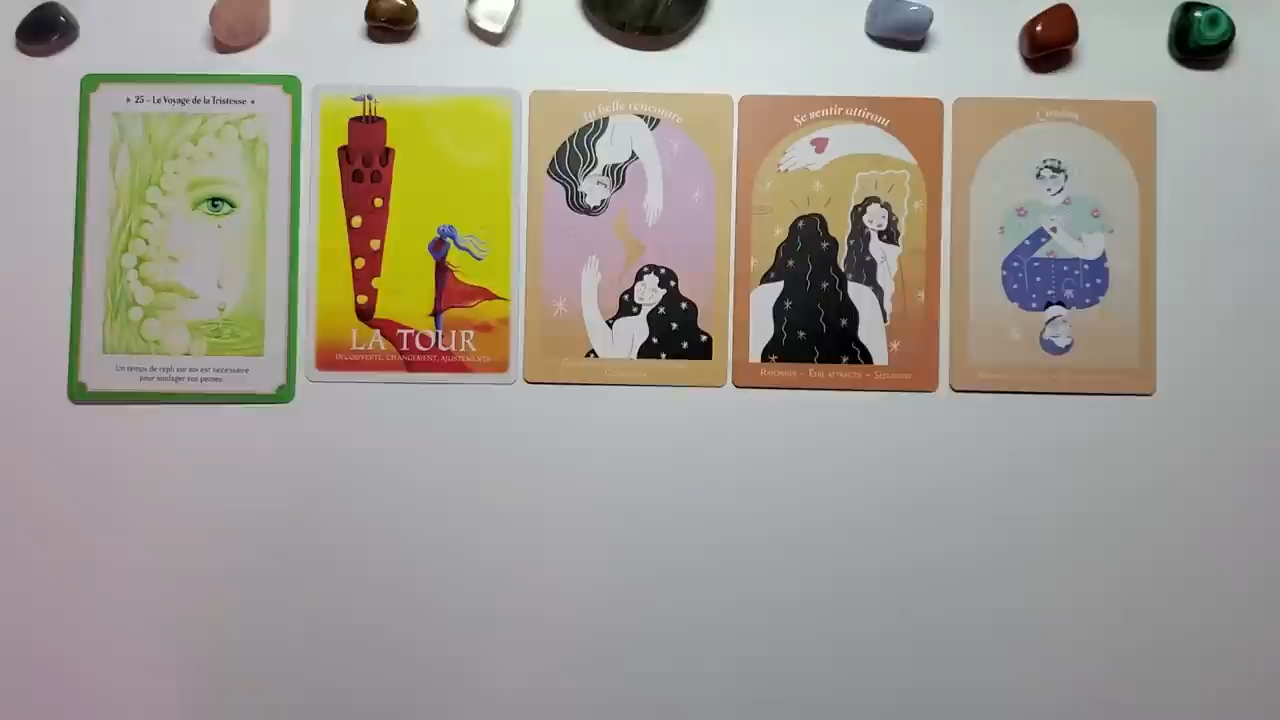 25 - Le Voyage de la Tristesse
Un temps de repli sur soi est nécessaire
pour soulager vos peines.
LA TOUR
DÉCOUVERTE, CHANGEMENT, AJUSTEMENTS
La belle rencontre
Se sentir attirant
Rayonner – Être attractif – Séduction